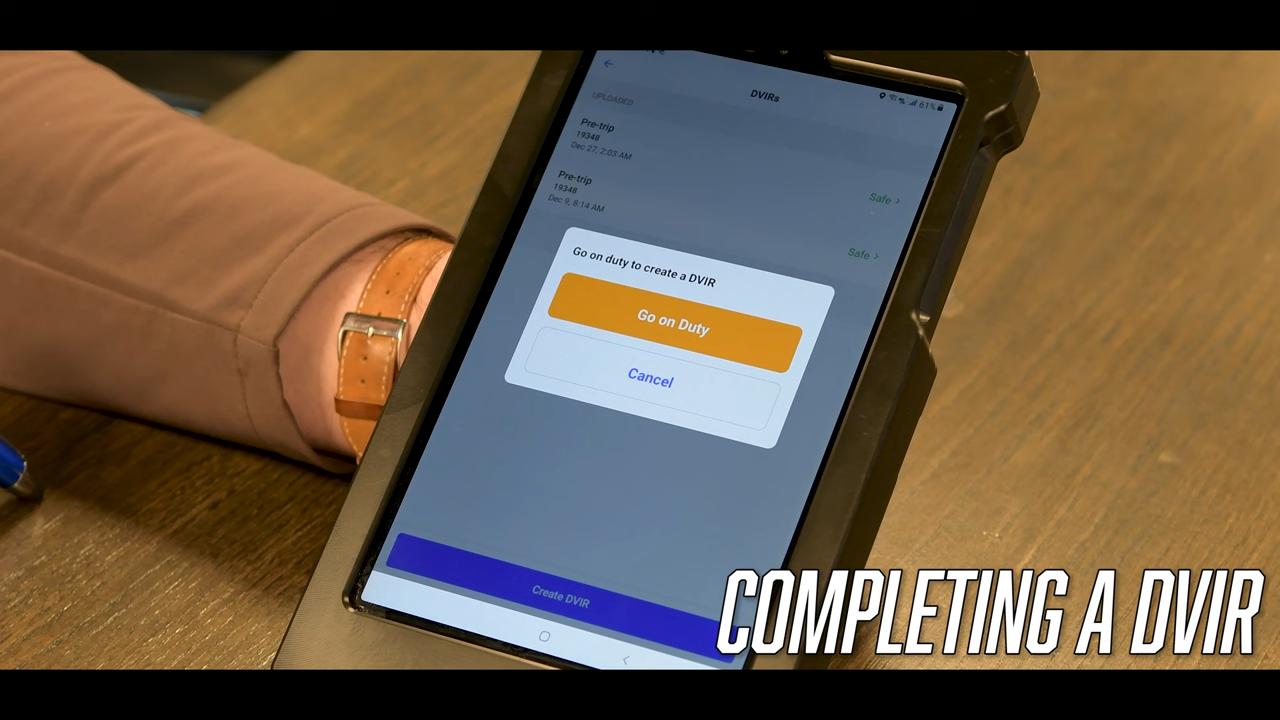 61%
DVIRs
UPLOADED
Pre-trip
19348
Dec 27, 2:03 AM
Safe >
Pre-trip
19348
Dec 9, 8:14 AM
Safe >
Go on duty to create a DVIR
Go on Duty
Cancel
Create DVIR
COMPLETING A DVIR